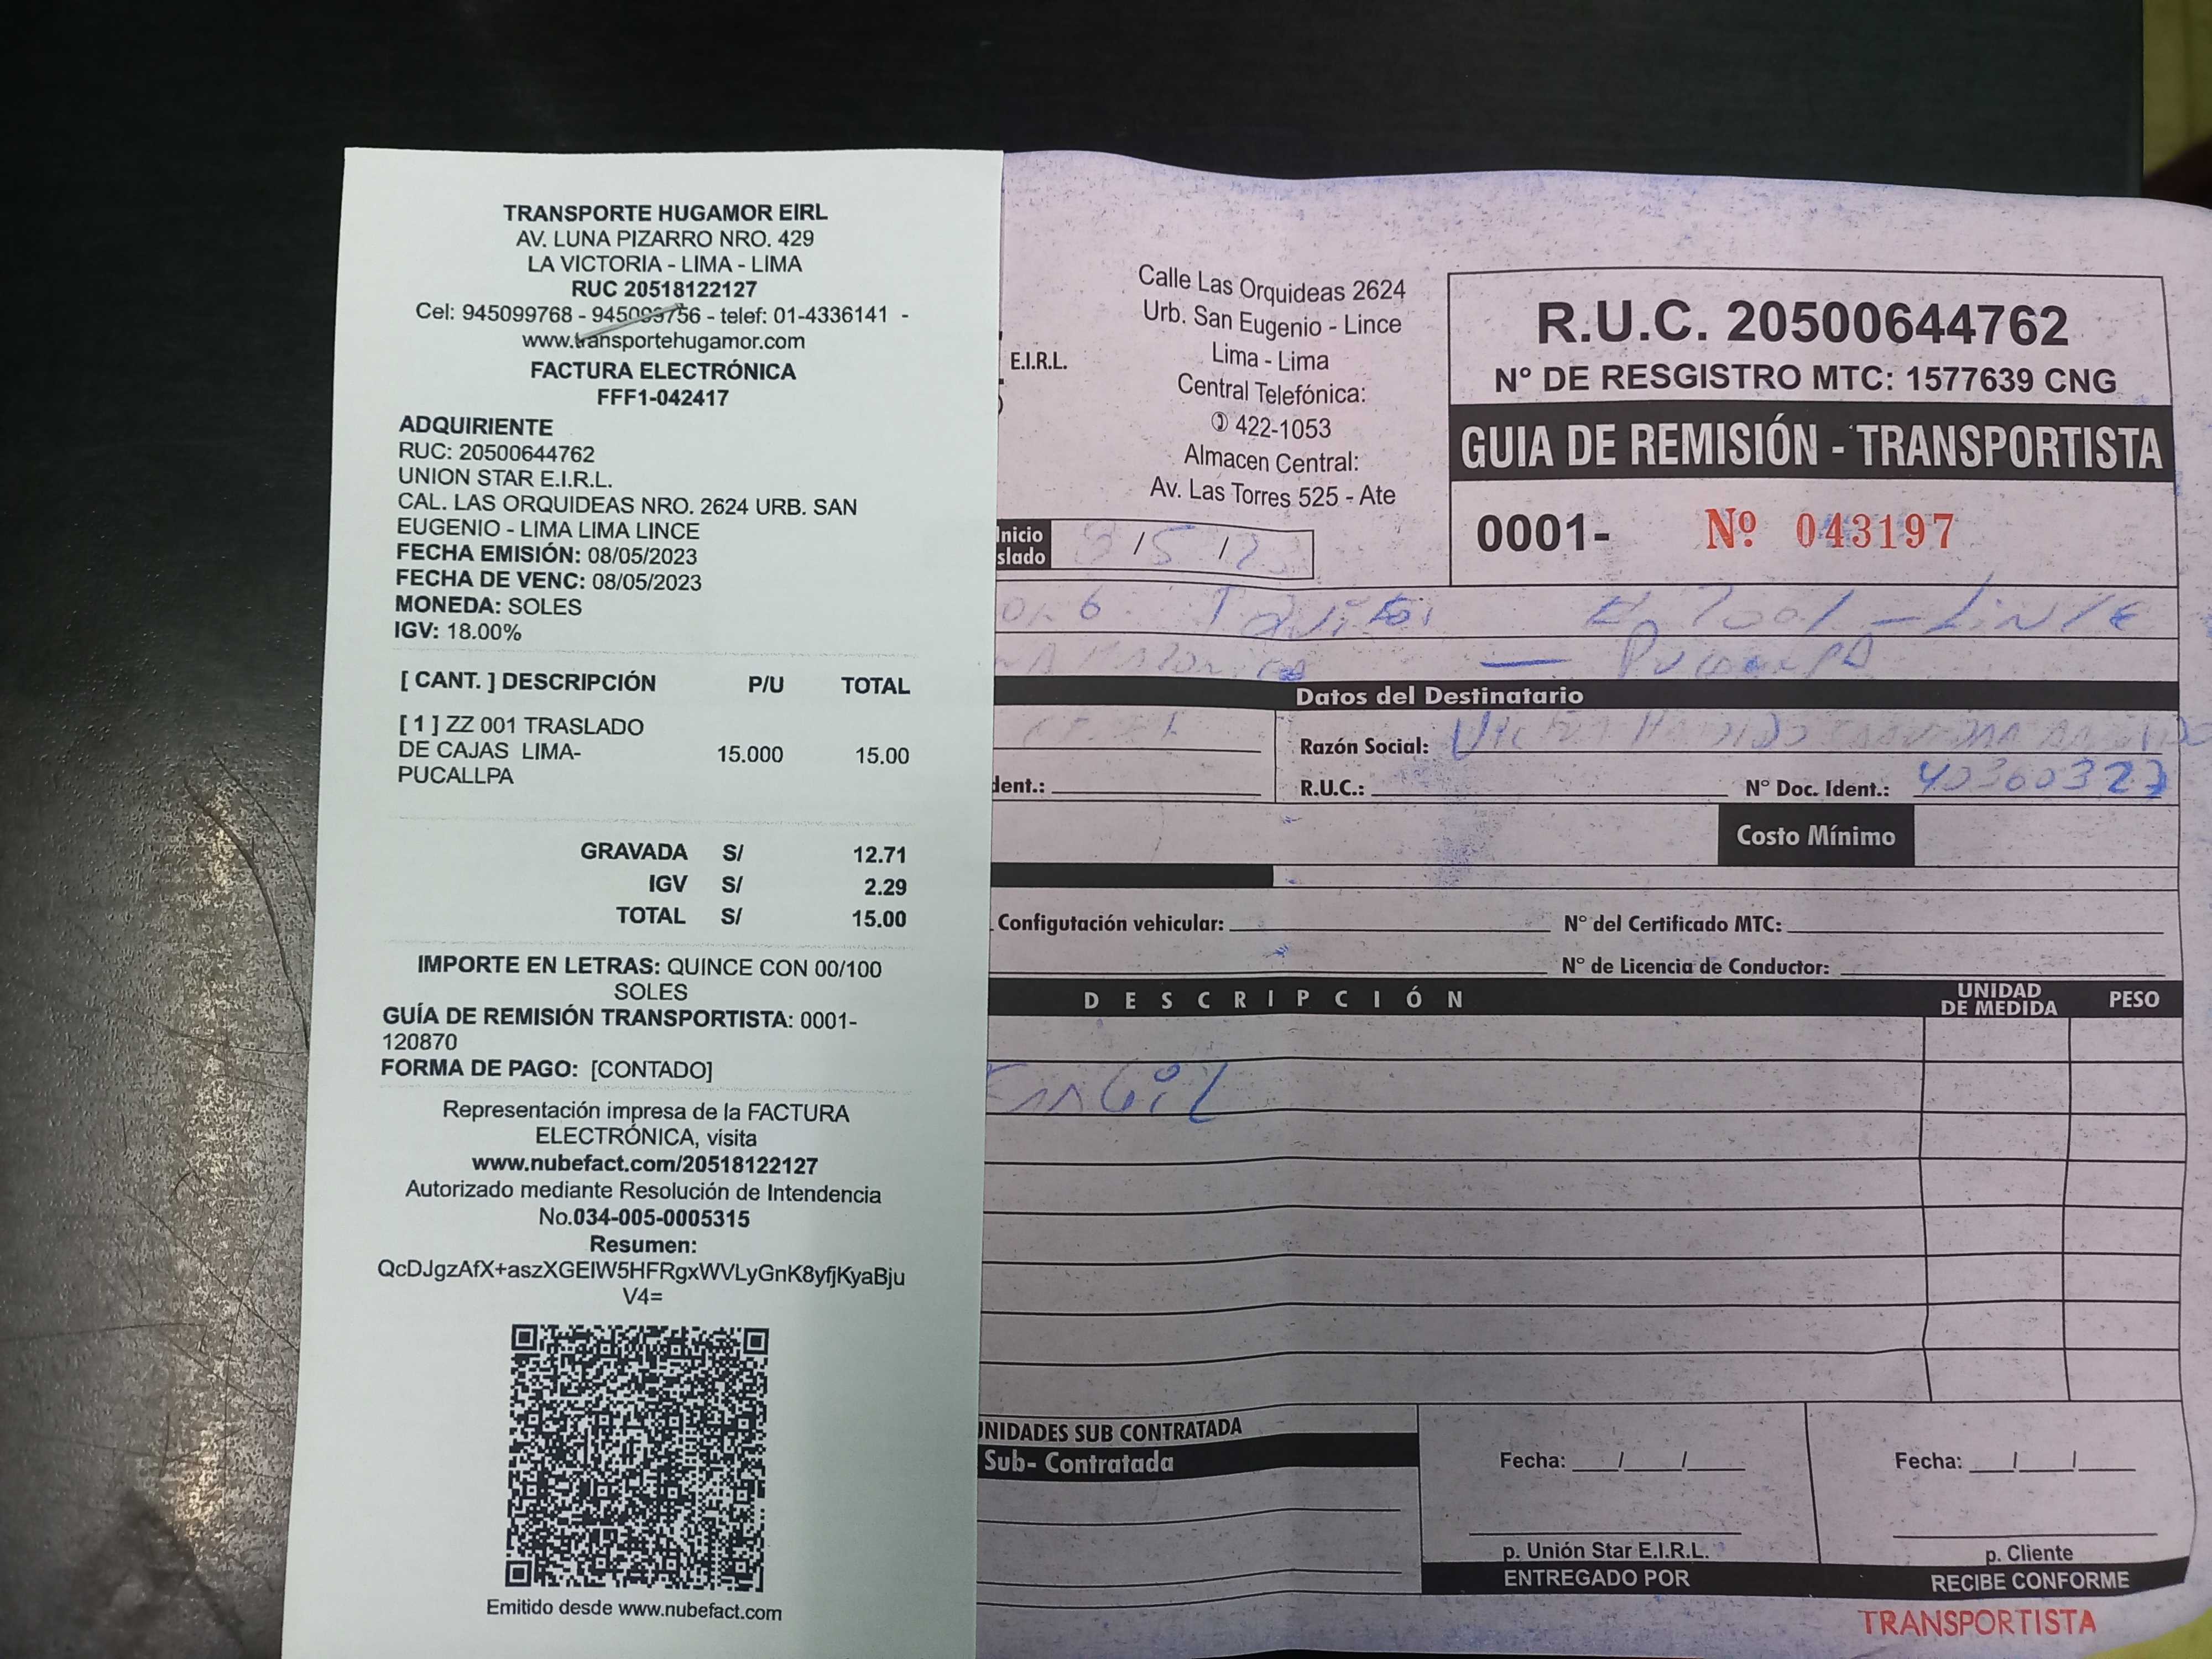 TRANSPORTE HUGAMOR EIRL
AV. LUNA PIZARRO NRO. 429
LA VICTORIA - LIMA - LIMA
RUC 20518122127
Cel: 945099768 - 945099756 - telef: 01-4336141 -
www.transportehugamor.com
FACTURA ELECTRÓNICA
FFF1-042417
ADQUIRIENTE
RUC: 20500644762
UNION STAR E.I.R.L.
CAL. LAS ORQUIDEAS NRO. 2624 URB. SAN
EUGENIO - LIMA LIMA LINCE
FECHA EMISIÓN: 08/05/2023
FECHA DE VENC: 08/05/2023
MONEDA: SOLES
IGV: 18.00%
[ CANT. ] DESCRIPCIÓN P/U TOTAL
[ 1 ] ZZ 001 TRASLADO
DE CAJAS LIMA- 15.000 15.00
PUCALLPA
GRAVADA S/ 12.71
IGV S/ 2.29
TOTAL S/ 15.00
IMPORTE EN LETRAS: QUINCE CON 00/100
SOLES
GUÍA DE REMISIÓN TRANSPORTISTA: 0001-
120870
FORMA DE PAGO: [CONTADO]
Representación impresa de la FACTURA
ELECTRÓNICA, visita
www.nubefact.com/20518122127
Autorizado mediante Resolución de Intendencia
No.034-005-0005315
Resumen:
QcDJgzAfX+aszXGEIW5HFRgxWVLyGnK8yfjKyaBju
V4=
Emitido desde www.nubefact.com
E.I.R.L.
Calle Las Orquideas 2624
Urb. San Eugenio - Lince
Lima - Lima
Central Telefónica:
422-1053
Almacen Central:
Av. Las Torres 525 - Ate
R.U.C. 20500644762
N° DE RESGISTRO MTC: 1577639 CNG
GUIA DE REMISIÓN - TRANSPORTISTA
0001- Nº 043197
Inicio
slado / 5 /
Pucallpa
Datos del Destinatario
Razón Social: Victor
dent.: R.U.C.: N° Doc. Ident.: 40360327
Costo Mínimo
Configutación vehicular: N° del Certificado MTC:
N° de Licencia de Conductor:
DESCRIPCIÓN UNIDAD DE MEDIDA PESO
UNIDADES SUB CONTRATADA
Sub- Contratada
Fecha: / / Fecha: / /
p. Unión Star E.I.R.L. p. Cliente
ENTREGADO POR RECIBE CONFORME
TRANSPORTISTA